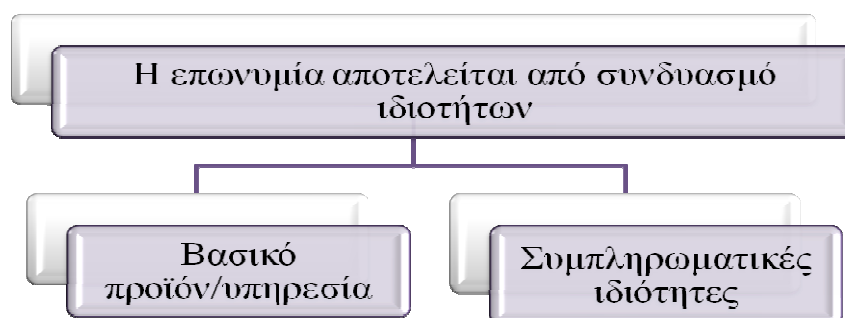 Η επωνυμία αποτελείται από συνδυασμό
ιδιοτήτων
Βασικό
προϊόν/υπηρεσία
Συμπληρωματικές
ιδιότητες